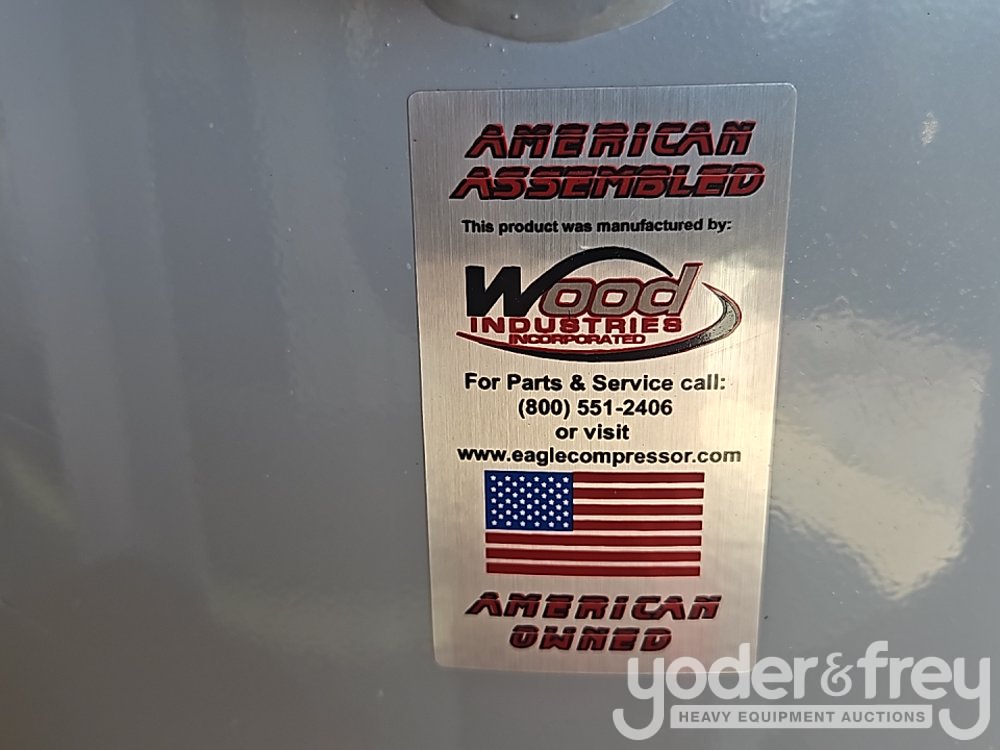 AMERICAN
ASSEMBLED
This product was manufactured by:
Wood
INDUSTRIES
INCORPORATED
For Parts & Service call:
(800) 551-2406
or visit
www.eaglecompressor.com
AMERICAN
OWNED
yoder&frey
HEAVY EQUIPMENT AUCTIONS